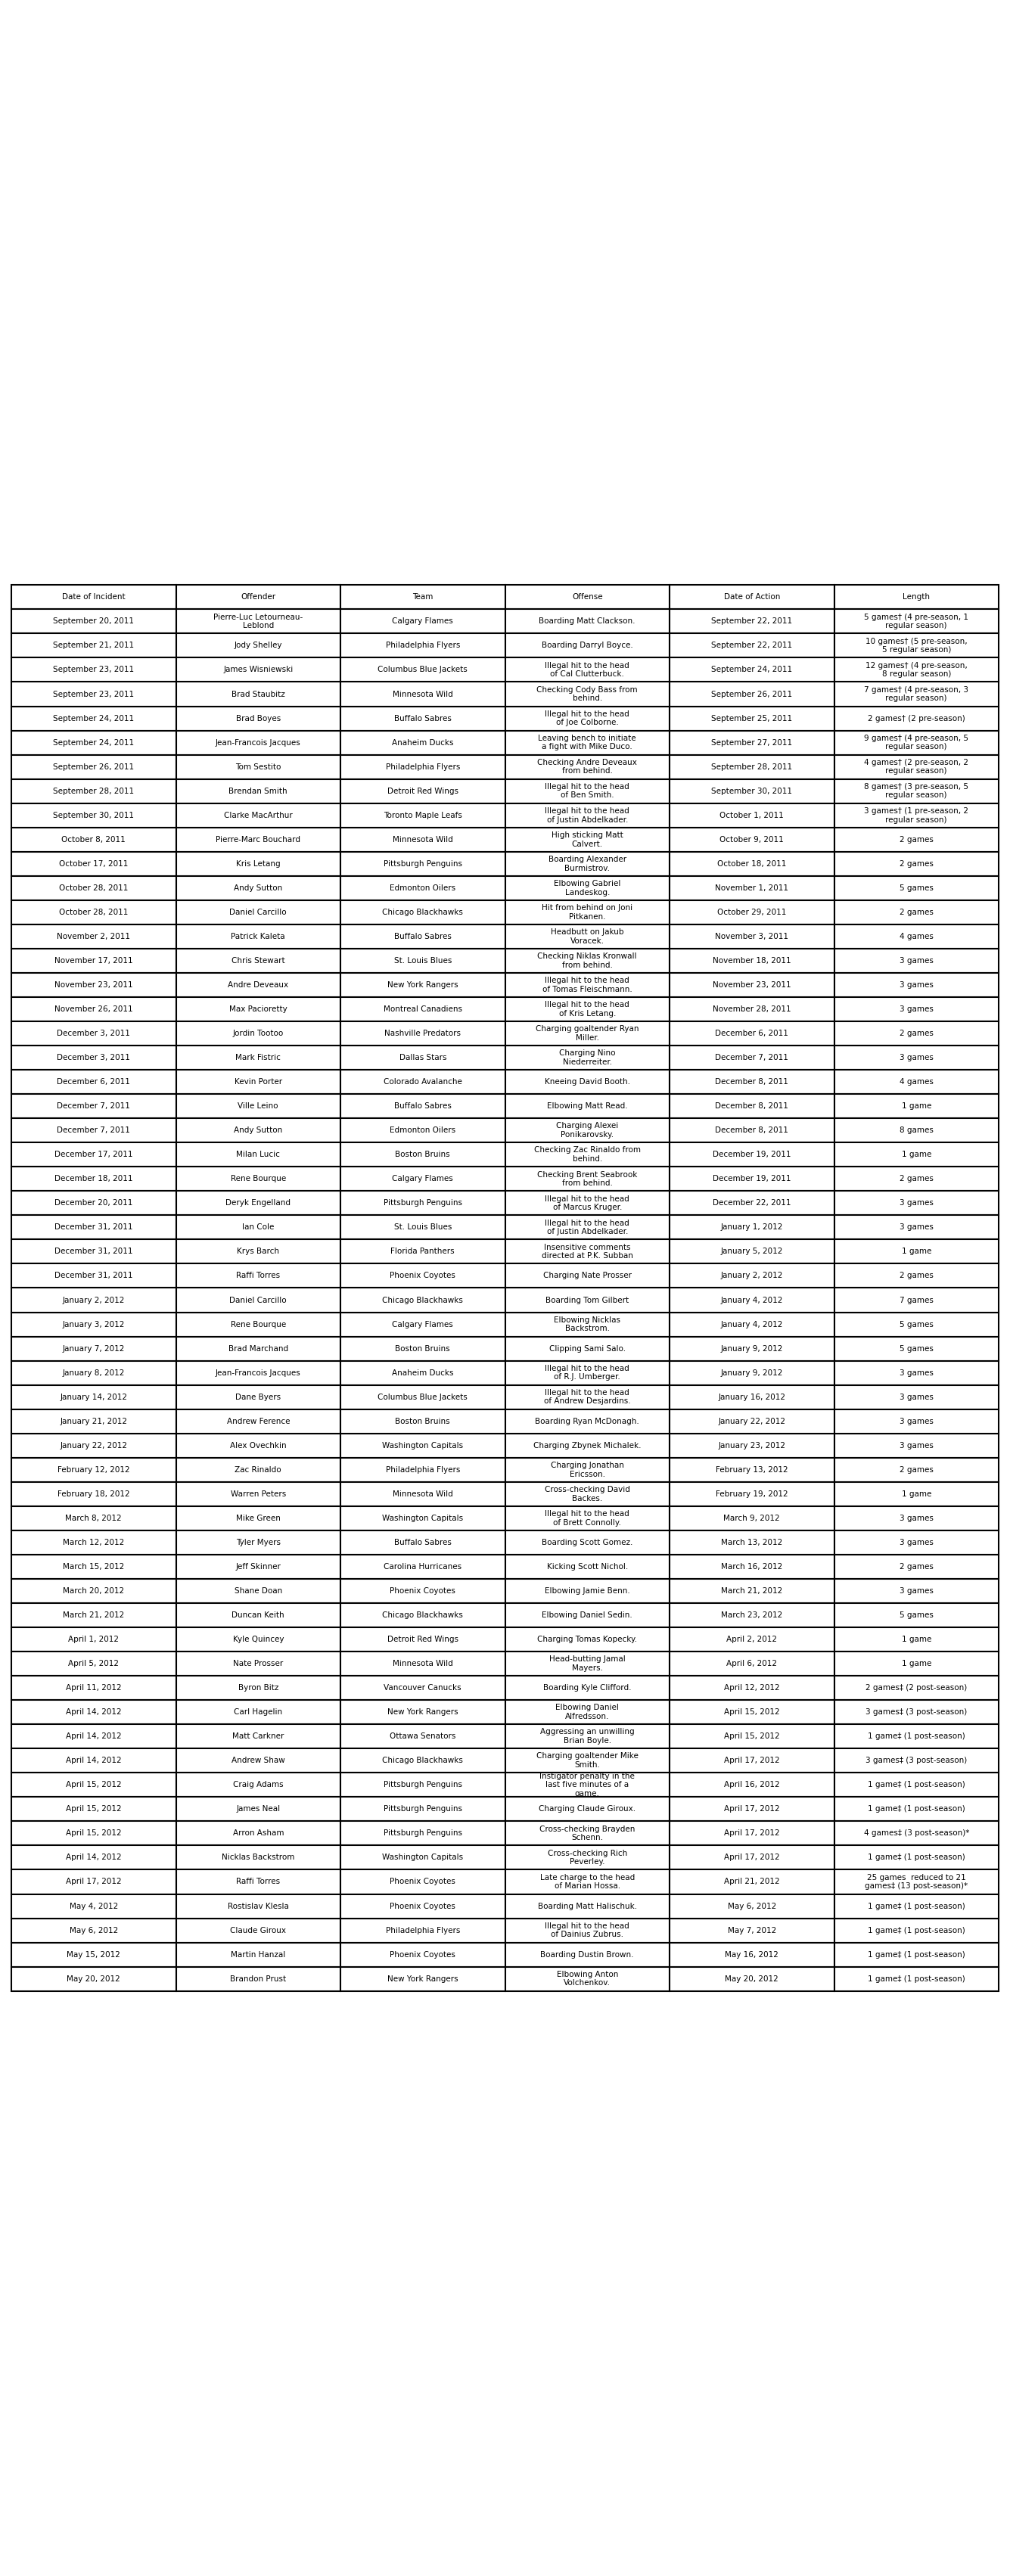 Date of Incident Offender Team Offense Date of Action Length
September 20, 2011 Pierre-Luc Letourneau-Leblond Calgary Flames Boarding Matt Clackson. September 22, 2011 5 games† (4 pre-season, 1 regular season)
September 21, 2011 Jody Shelley Philadelphia Flyers Boarding Darryl Boyce. September 22, 2011 10 games† (5 pre-season, 5 regular season)
September 23, 2011 James Wisniewski Columbus Blue Jackets Illegal hit to the head of Cal Clutterbuck. September 24, 2011 12 games† (4 pre-season, 8 regular season)
September 23, 2011 Brad Staubitz Minnesota Wild Checking Cody Bass from behind. September 26, 2011 7 games† (4 pre-season, 3 regular season)
September 24, 2011 Brad Boyes Buffalo Sabres Illegal hit to the head of Joe Colborne. September 25, 2011 2 games† (2 pre-season)
September 24, 2011 Jean-Francois Jacques Anaheim Ducks Leaving bench to initiate a fight with Mike Duco. September 27, 2011 9 games† (4 pre-season, 5 regular season)
September 26, 2011 Tom Sestito Philadelphia Flyers Checking Andre Deveaux from behind. September 28, 2011 4 games† (2 pre-season, 2 regular season)
September 28, 2011 Brendan Smith Detroit Red Wings Illegal hit to the head of Ben Smith. September 30, 2011 8 games† (3 pre-season, 5 regular season)
September 30, 2011 Clarke MacArthur Toronto Maple Leafs Illegal hit to the head of Justin Abdelkader. October 1, 2011 3 games† (1 pre-season, 2 regular season)
October 8, 2011 Pierre-Marc Bouchard Minnesota Wild High sticking Matt Calvert. October 9, 2011 2 games
October 17, 2011 Kris Letang Pittsburgh Penguins Boarding Alexander Burmistrov. October 18, 2011 2 games
October 28, 2011 Andy Sutton Edmonton Oilers Elbowing Gabriel Landeskog. November 1, 2011 5 games
October 28, 2011 Daniel Carcillo Chicago Blackhawks Hit from behind on Joni Pitkanen. October 29, 2011 2 games
November 2, 2011 Patrick Kaleta Buffalo Sabres Headbutt on Jakub Voracek. November 3, 2011 4 games
November 17, 2011 Chris Stewart St. Louis Blues Checking Niklas Kronwall from behind. November 18, 2011 3 games
November 23, 2011 Andre Deveaux New York Rangers Illegal hit to the head of Tomas Fleischmann. November 23, 2011 3 games
November 26, 2011 Max Pacioretty Montreal Canadiens Illegal hit to the head of Kris Letang. November 28, 2011 3 games
December 3, 2011 Jordin Tootoo Nashville Predators Charging goaltender Ryan Miller. December 6, 2011 2 games
December 3, 2011 Mark Fistric Dallas Stars Charging Nino Niederreiter. December 7, 2011 3 games
December 6, 2011 Kevin Porter Colorado Avalanche Kneeing David Booth. December 8, 2011 4 games
December 7, 2011 Ville Leino Buffalo Sabres Elbowing Matt Read. December 8, 2011 1 game
December 7, 2011 Andy Sutton Edmonton Oilers Charging Alexei Ponikarovsky. December 8, 2011 8 games
December 17, 2011 Milan Lucic Boston Bruins Checking Zac Rinaldo from behind. December 19, 2011 1 game
December 18, 2011 Rene Bourque Calgary Flames Checking Brent Seabrook from behind. December 19, 2011 2 games
December 20, 2011 Deryk Engelland Pittsburgh Penguins Illegal hit to the head of Marcus Kruger. December 22, 2011 3 games
December 31, 2011 Ian Cole St. Louis Blues Illegal hit to the head of Justin Abdelkader. January 1, 2012 3 games
December 31, 2011 Krys Barch Florida Panthers Insensitive comments directed at P.K. Subban January 5, 2012 1 game
December 31, 2011 Raffi Torres Phoenix Coyotes Charging Nate Prosser January 2, 2012 2 games
January 2, 2012 Daniel Carcillo Chicago Blackhawks Boarding Tom Gilbert January 4, 2012 7 games
January 3, 2012 Rene Bourque Calgary Flames Elbowing Nicklas Backstrom. January 4, 2012 5 games
January 7, 2012 Brad Marchand Boston Bruins Clipping Sami Salo. January 9, 2012 5 games
January 8, 2012 Jean-Francois Jacques Anaheim Ducks Illegal hit to the head of R.J. Umberger. January 9, 2012 3 games
January 14, 2012 Dane Byers Columbus Blue Jackets Illegal hit to the head of Andrew Desjardins. January 16, 2012 3 games
January 21, 2012 Andrew Ference Boston Bruins Boarding Ryan McDonagh. January 22, 2012 3 games
January 22, 2012 Alex Ovechkin Washington Capitals Charging Zbynek Michalek. January 23, 2012 3 games
February 12, 2012 Zac Rinaldo Philadelphia Flyers Charging Jonathan Ericsson. February 13, 2012 2 games
February 18, 2012 Warren Peters Minnesota Wild Cross-checking David Backes. February 19, 2012 1 game
March 8, 2012 Mike Green Washington Capitals Illegal hit to the head of Brett Connolly. March 9, 2012 3 games
March 12, 2012 Tyler Myers Buffalo Sabres Boarding Scott Gomez. March 13, 2012 3 games
March 15, 2012 Jeff Skinner Carolina Hurricanes Kicking Scott Nichol. March 16, 2012 2 games
March 20, 2012 Shane Doan Phoenix Coyotes Elbowing Jamie Benn. March 21, 2012 3 games
March 21, 2012 Duncan Keith Chicago Blackhawks Elbowing Daniel Sedin. March 23, 2012 5 games
April 1, 2012 Kyle Quincey Detroit Red Wings Charging Tomas Kopecky. April 2, 2012 1 game
April 5, 2012 Nate Prosser Minnesota Wild Head-butting Jamal Mayers. April 6, 2012 1 game
April 11, 2012 Byron Bitz Vancouver Canucks Boarding Kyle Clifford. April 12, 2012 2 games‡ (2 post-season)
April 14, 2012 Carl Hagelin New York Rangers Elbowing Daniel Alfredsson. April 15, 2012 3 games‡ (3 post-season)
April 14, 2012 Matt Carkner Ottawa Senators Aggressing an unwilling Brian Boyle. April 15, 2012 1 game‡ (1 post-season)
April 14, 2012 Andrew Shaw Chicago Blackhawks Charging goaltender Mike Smith. April 17, 2012 3 games‡ (3 post-season)
April 15, 2012 Craig Adams Pittsburgh Penguins Instigator penalty in the last five minutes of a game. April 16, 2012 1 game‡ (1 post-season)
April 15, 2012 James Neal Pittsburgh Penguins Charging Claude Giroux. April 17, 2012 1 game‡ (1 post-season)
April 15, 2012 Arron Asham Pittsburgh Penguins Cross-checking Brayden Schenn. April 17, 2012 4 games‡ (3 post-season)*
April 14, 2012 Nicklas Backstrom Washington Capitals Cross-checking Rich Peverley. April 17, 2012 1 game‡ (1 post-season)
April 17, 2012 Raffi Torres Phoenix Coyotes Late charge to the head of Marian Hossa. April 21, 2012 25 games reduced to 21 games‡ (13 post-season)*
May 4, 2012 Rostislav Klesla Phoenix Coyotes Boarding Matt Halischuk. May 6, 2012 1 game‡ (1 post-season)
May 6, 2012 Claude Giroux Philadelphia Flyers Illegal hit to the head of Dainius Zubrus. May 7, 2012 1 game‡ (1 post-season)
May 15, 2012 Martin Hanzal Phoenix Coyotes Boarding Dustin Brown. May 16, 2012 1 game‡ (1 post-season)
May 20, 2012 Brandon Prust New York Rangers Elbowing Anton Volchenkov. May 20, 2012 1 game‡ (1 post-season)